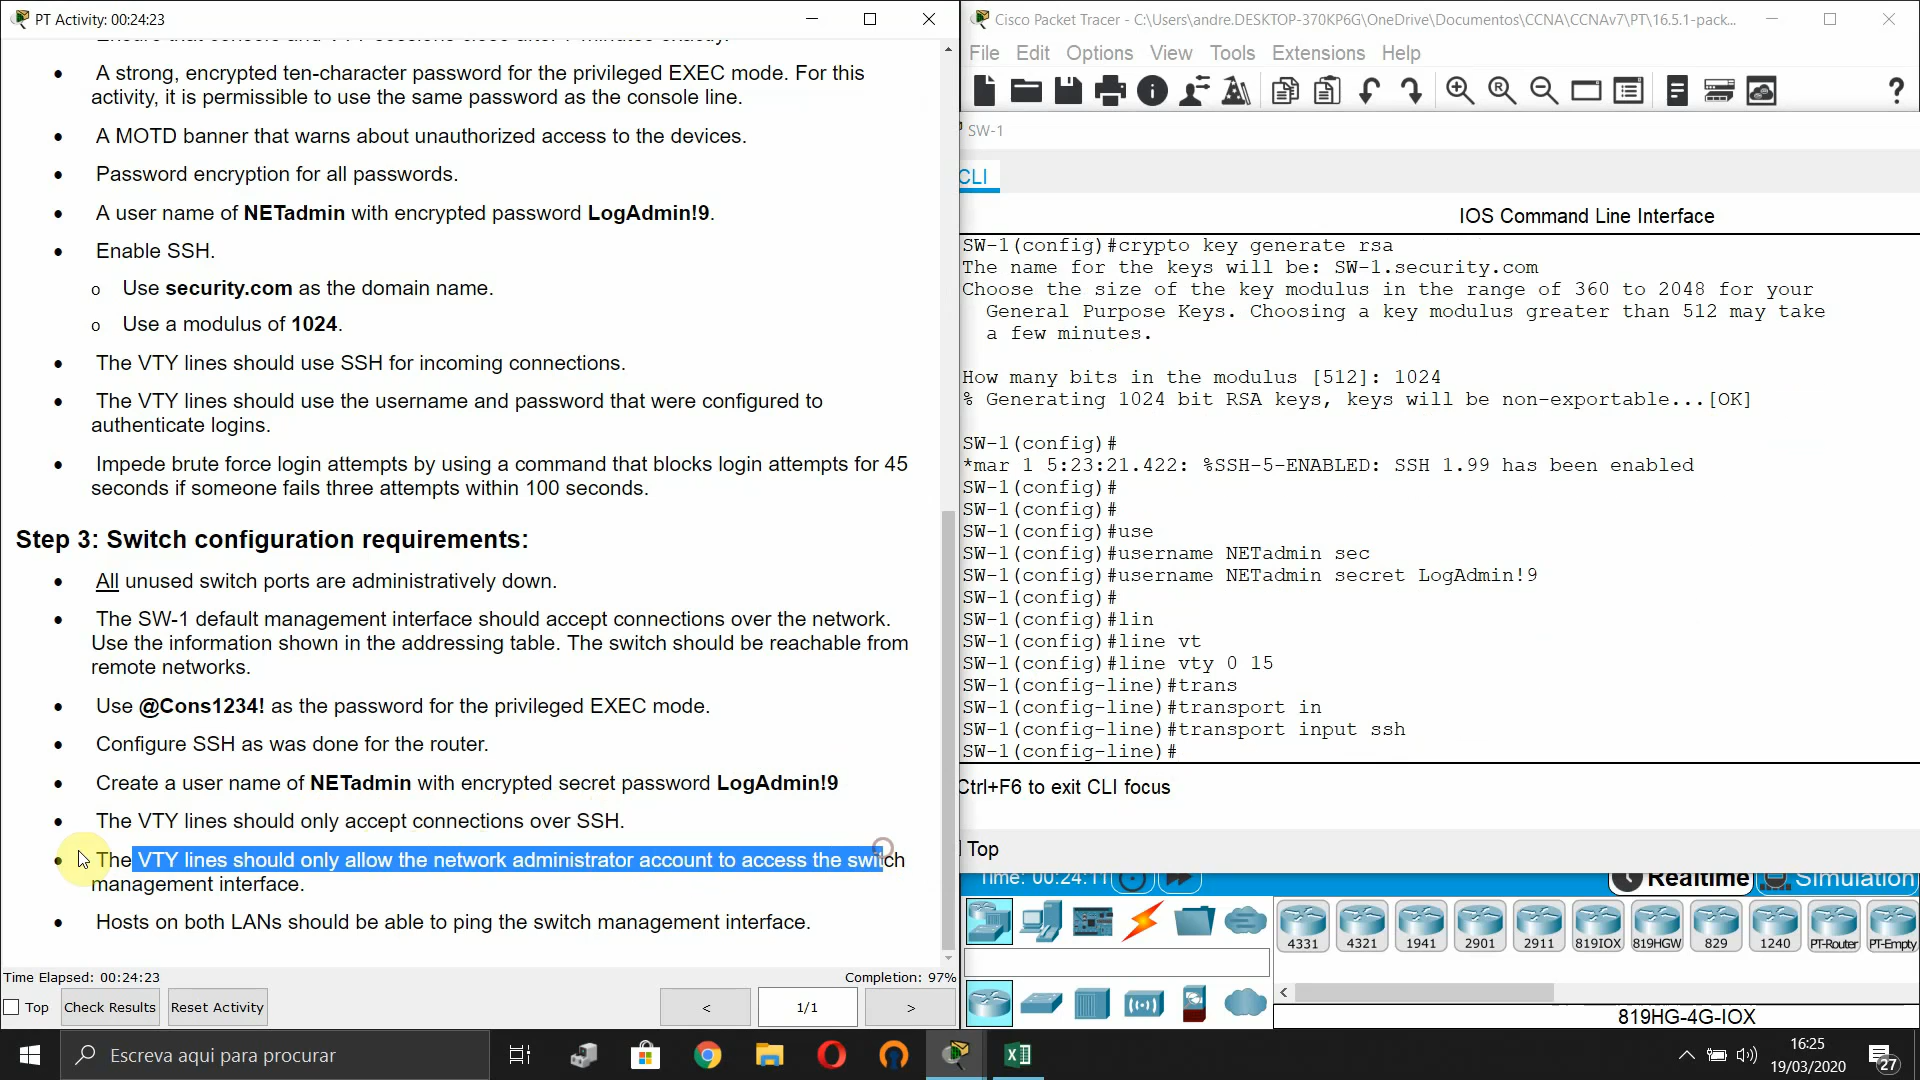 PT Activity: 00:24:23
Ensure that console and VTY sessions close after 7 minutes exactly.
A strong, encrypted ten-character password for the privileged EXEC mode. For this
activity, it is permissible to use the same password as the console line.
A MOTD banner that warns about unauthorized access to the devices.
Password encryption for all passwords.
A user name of NETadmin with encrypted password LogAdmin!9.
Enable SSH.
o Use security.com as the domain name.
o Use a modulus of 1024.
The VTY lines should use SSH for incoming connections.
The VTY lines should use the username and password that were configured to
authenticate logins.
Impede brute force login attempts by using a command that blocks login attempts for 45
seconds if someone fails three attempts within 100 seconds.
Step 3: Switch configuration requirements:
All unused switch ports are administratively down.
The SW-1 default management interface should accept connections over the network.
Use the information shown in the addressing table. The switch should be reachable from
remote networks.
Use @Cons1234! as the password for the privileged EXEC mode.
Configure SSH as was done for the router.
Create a user name of NETadmin with encrypted secret password LogAdmin!9
The VTY lines should only accept connections over SSH.
The VTY lines should only allow the network administrator account to access the switch
management interface.
Hosts on both LANs should be able to ping the switch management interface.
Time Elapsed: 00:24:23
Completion: 97%
Top
Check Results
Reset Activity
<
1/1
>
Cisco Packet Tracer - C:\Users\andre.DESKTOP-370KP6G\OneDrive\Documentos\CCNA\CCNAv7\PT\16.5.1-pack...
File Edit Options View Tools Extensions Help
SW-1
CLI
IOS Command Line Interface
SW-1(config)#crypto key generate rsa
The name for the keys will be: SW-1.security.com
Choose the size of the key modulus in the range of 360 to 2048 for your
General Purpose Keys. Choosing a key modulus greater than 512 may take
a few minutes.
How many bits in the modulus [512]: 1024
% Generating 1024 bit RSA keys, keys will be non-exportable...[OK]
SW-1(config)#
*mar 1 5:23:21.422: %SSH-5-ENABLED: SSH 1.99 has been enabled
SW-1(config)#
SW-1(config)#
SW-1(config)#use
SW-1(config)#username NETadmin sec
SW-1(config)#username NETadmin secret LogAdmin!9
SW-1(config)#
SW-1(config)#lin
SW-1(config)#line vt
SW-1(config)#line vty 0 15
SW-1(config-line)#trans
SW-1(config-line)#transport in
SW-1(config-line)#transport input ssh
SW-1(config-line)#
Ctrl+F6 to exit CLI focus
Top
Time: 00:24:11
Realtime
Simulation
4331 4321 1941 2901 2911 819IOX 819HGW 829 1240 PT-Router PT-Empty
819HG-4G-IOX
Escreva aqui para procurar
16:25
19/03/2020
27